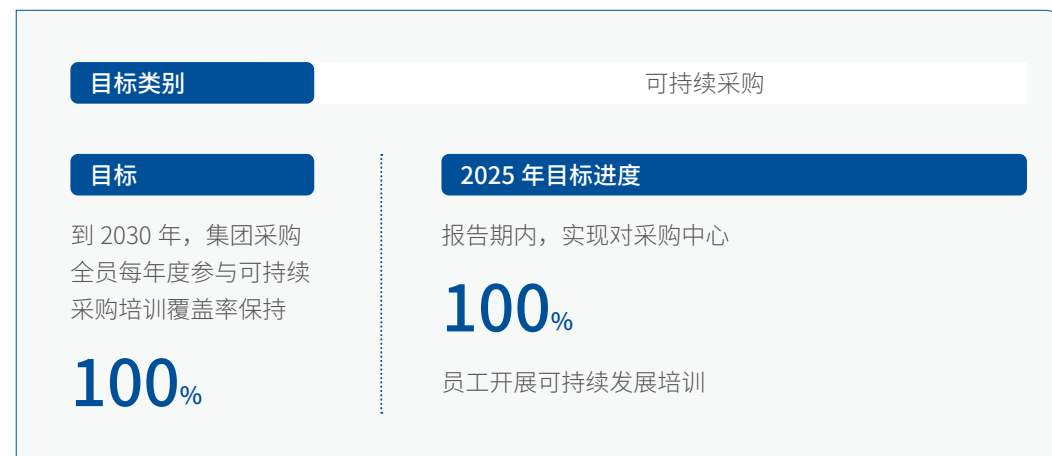 目标类别
可持续采购
目标
到 2030 年，集团采购
全员每年度参与可持续
采购培训覆盖率保持
100%
2025 年目标进度
报告期内，实现对采购中心
100%
员工开展可持续发展培训